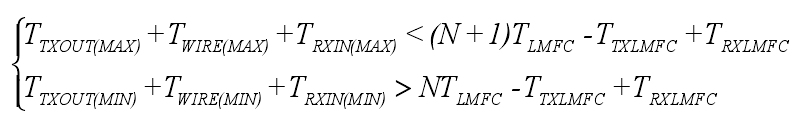 T_TXOUT(MAX) + T_WIRE(MAX) + T_RXIN(MAX) < (N + 1)T_LMFC - T_TXLMFC + T_RXLMFC
T_TXOUT(MIN) + T_WIRE(MIN) + T_RXIN(MIN) > NT_LMFC - T_TXLMFC + T_RXLMFC